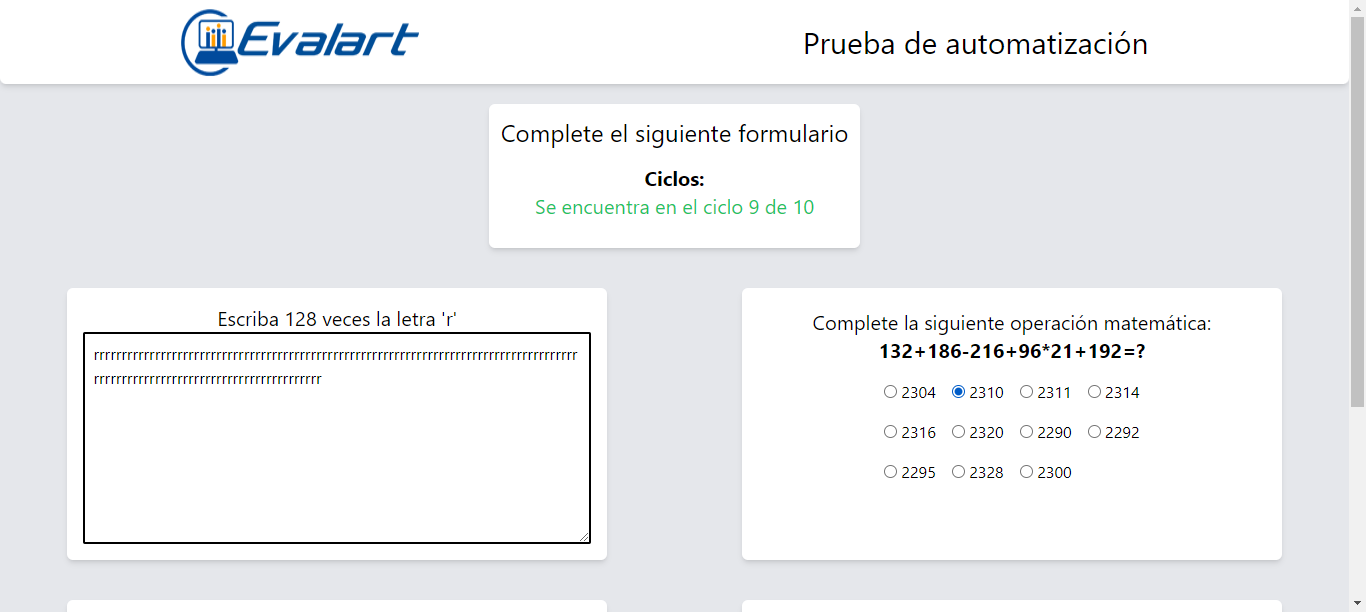 Evalart
Prueba de automatización
Complete el siguiente formulario
Ciclos:
Se encuentra en el ciclo 9 de 10
Escriba 128 veces la letra 'r'
rrrrrrrrrrrrrrrrrrrrrrrrrrrrrrrrrrrrrrrrrrrrrrrrrrrrrrrrrrrrrrrrrrrrrrrrrrrrrrrrrrrrrrr
rrrrrrrrrrrrrrrrrrrrrrrrrrrrrrrrrrrrrrrrr
Complete la siguiente operación matemática:
132+186-216+96*21+192=?
2304 2310 2311 2314
2316 2320 2290 2292
2295 2328 2300